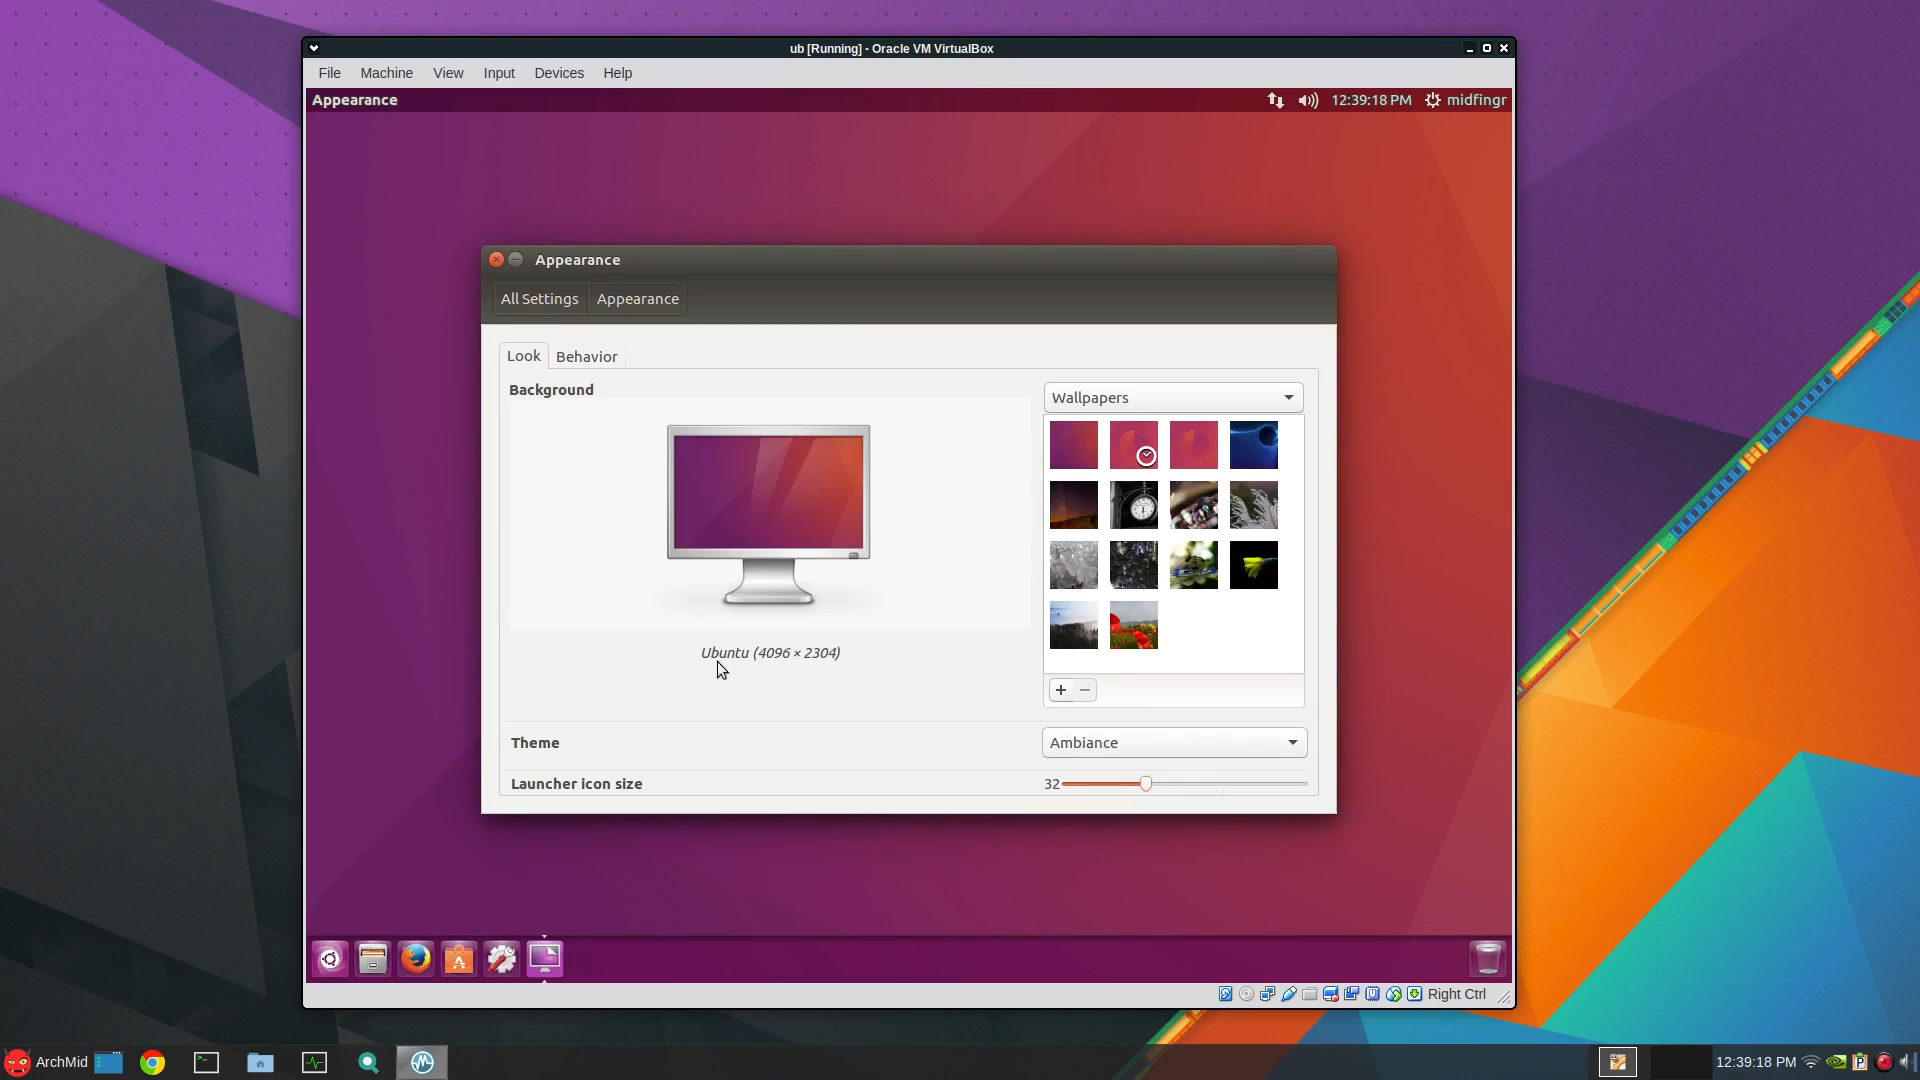 ub [Running] - Oracle VM VirtualBox
File Machine View Input Devices Help
Appearance 12:39:18 PM midfingr
Appearance
All Settings Appearance
Look Behavior
Background
Wallpapers
Ubuntu (4096 × 2304)
Theme
Ambiance
Launcher icon size
32
Right Ctrl
ArchMid
12:39:18 PM